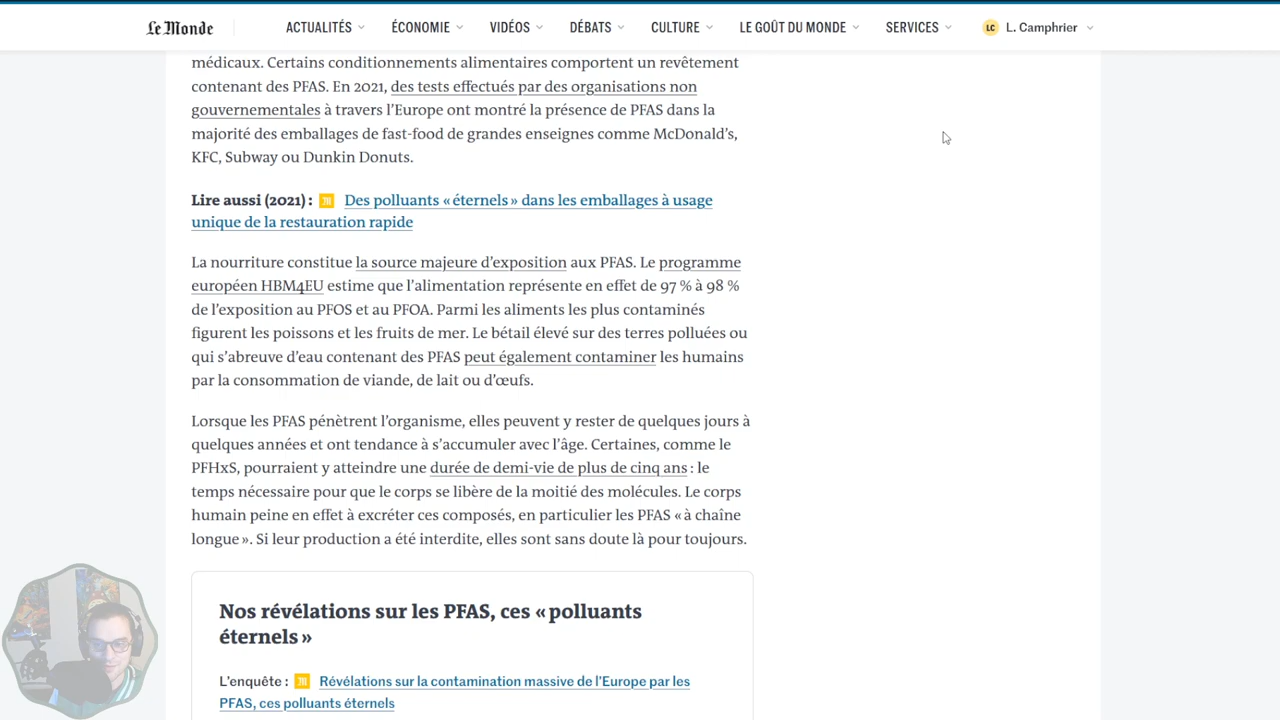 Le Monde
ACTUALITÉS
ÉCONOMIE
VIDÉOS
DÉBATS
CULTURE
LE GOÛT DU MONDE
SERVICES
LC L. Camphrier
médicaux. Certains conditionnements alimentaires comportent un revêtement
contenant des PFAS. En 2021, des tests effectués par des organisations non
gouvernementales à travers l’Europe ont montré la présence de PFAS dans la
majorité des emballages de fast-food de grandes enseignes comme McDonald’s,
KFC, Subway ou Dunkin Donuts.
Lire aussi (2021) : Des polluants « éternels » dans les emballages à usage
unique de la restauration rapide
La nourriture constitue la source majeure d’exposition aux PFAS. Le programme
européen HBM4EU estime que l’alimentation représente en effet de 97 % à 98 %
de l’exposition au PFOS et au PFOA. Parmi les aliments les plus contaminés
figurent les poissons et les fruits de mer. Le bétail élevé sur des terres polluées ou
qui s’abreuve d’eau contenant des PFAS peut également contaminer les humains
par la consommation de viande, de lait ou d’œufs.
Lorsque les PFAS pénètrent l’organisme, elles peuvent y rester de quelques jours à
quelques années et ont tendance à s’accumuler avec l’âge. Certaines, comme le
PFHxS, pourraient y atteindre une durée de demi-vie de plus de cinq ans : le
temps nécessaire pour que le corps se libère de la moitié des molécules. Le corps
humain peine en effet à excréter ces composés, en particulier les PFAS « à chaîne
longue ». Si leur production a été interdite, elles sont sans doute là pour toujours.
Nos révélations sur les PFAS, ces « polluants
éternels »
L’enquête : Révélations sur la contamination massive de l’Europe par les
PFAS, ces polluants éternels